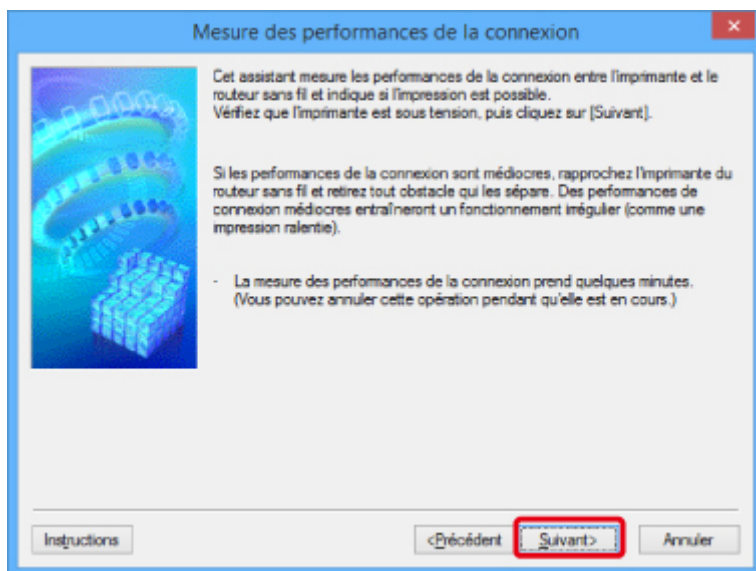 Mesure des performances de la connexion
Cet assistant mesure les performances de la connexion entre l'imprimante et le
routeur sans fil et indique si l'impression est possible.
Vérifiez que l'imprimante est sous tension, puis cliquez sur [Suivant].
Si les performances de la connexion sont médiocres, rapprochez l'imprimante du
routeur sans fil et retirez tout obstacle qui les sépare. Des performances de
connexion médiocres entraîneront un fonctionnement irrégulier (comme une
impression ralentie).
- La mesure des performances de la connexion prend quelques minutes.
(Vous pouvez annuler cette opération pendant qu'elle est en cours.)
Instructions
<Précédent
Suivant>
Annuler